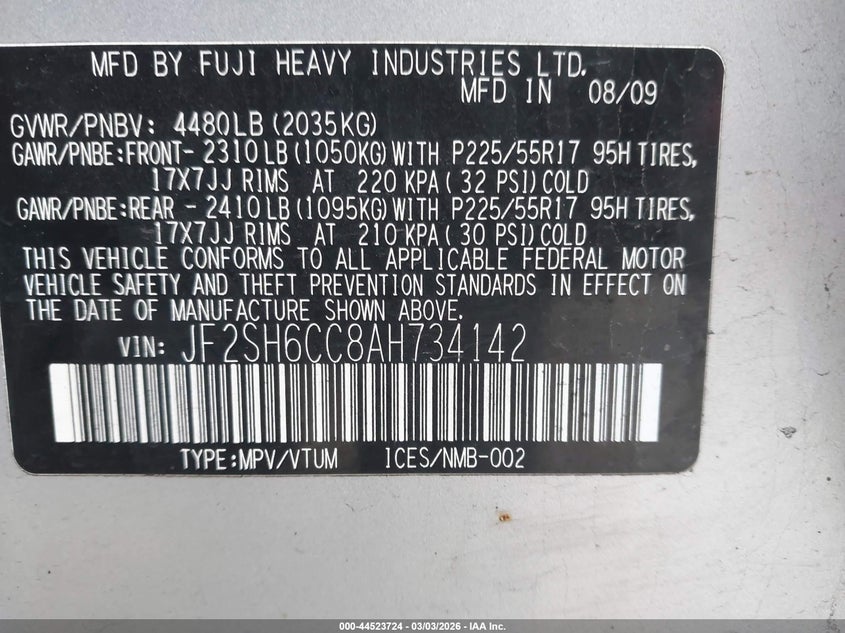 MFD BY FUJI HEAVY INDUSTRIES LTD.
MFD IN 08/09
GVWR/PNBV: 4480LB (2035KG)
GAWR/PNBE:FRONT- 2310LB (1050KG) WITH P225/55R17 95H TIRES,
17X7JJ RIMS AT 220 KPA ( 32 PSI) COLD
GAWR/PNBE:REAR - 2410LB (1095KG) WITH P225/55R17 95H TIRES,
17X7JJ RIMS AT 210 KPA ( 30 PSI) COLD
THIS VEHICLE CONFORMS TO ALL APPLICABLE FEDERAL MOTOR
VEHICLE SAFETY AND THEFT PREVENTION STANDARDS IN EFFECT ON
THE DATE OF MANUFACTURE SHOWN ABOVE.
VIN: JF2SH6CC8AH734142
TYPE:MPV/VTUM ICES/NMB-002
000-44523724 - 03/03/2026 - IAA Inc.